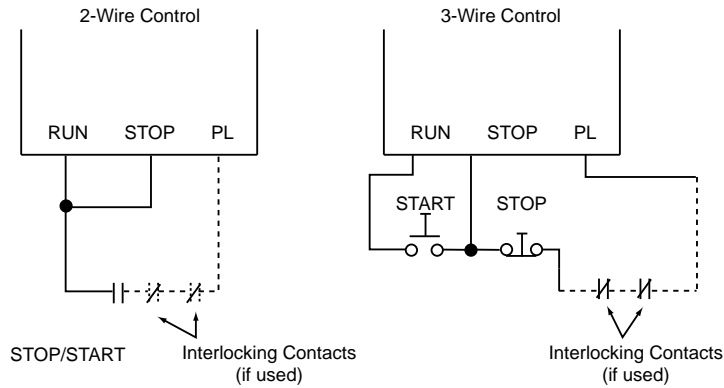 2-Wire Control
RUN STOP PL
STOP/START
Interlocking Contacts
(if used)
3-Wire Control
RUN STOP PL
START STOP
Interlocking Contacts
(if used)